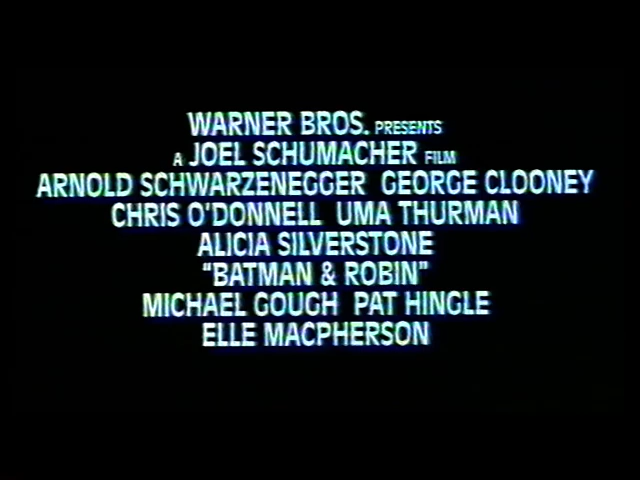 WARNER BROS. PRESENTS
A JOEL SCHUMACHER FILM
ARNOLD SCHWARZENEGGER GEORGE CLOONEY
CHRIS O'DONNELL UMA THURMAN
ALICIA SILVERSTONE
"BATMAN & ROBIN"
MICHAEL GOUGH PAT HINGLE
ELLE MACPHERSON